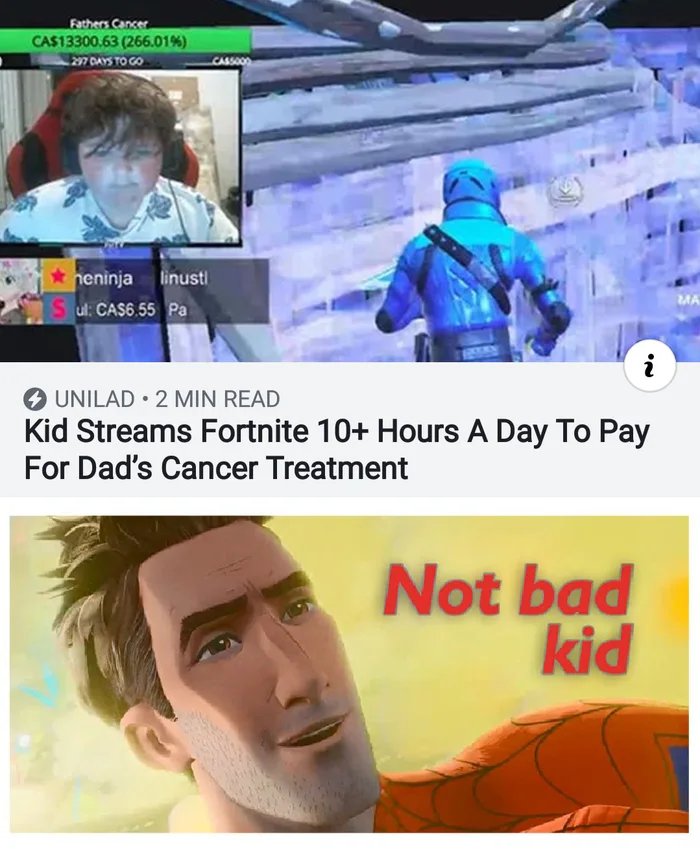 Fathers Cancer
CA$13300.63 (266.01%)
297 DAYS TO GO CA$5000
heninja linusti
S ul: CA$6.55 Pa
MA
i
UNILAD • 2 MIN READ
Kid Streams Fortnite 10+ Hours A Day To Pay
For Dad's Cancer Treatment
Not bad
kid